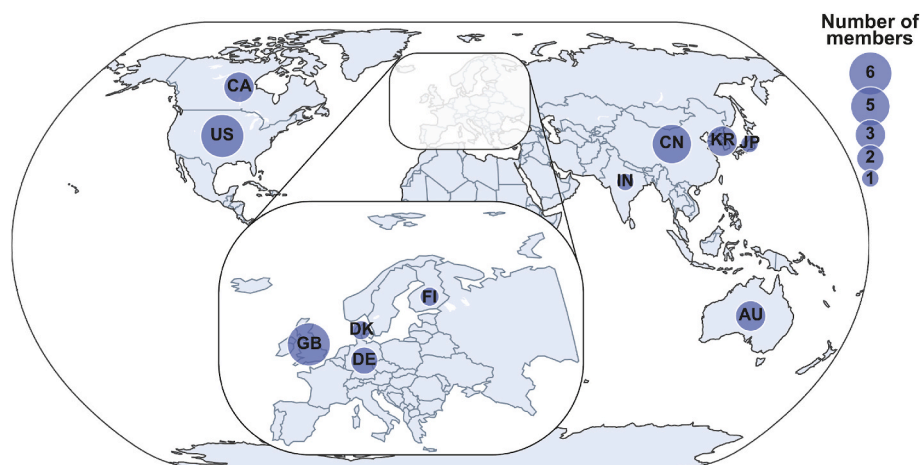 Number of
members
6
5
3
2
1
CA
US
CN
KR
JP
IN
AU
FI
DK
GB
DE